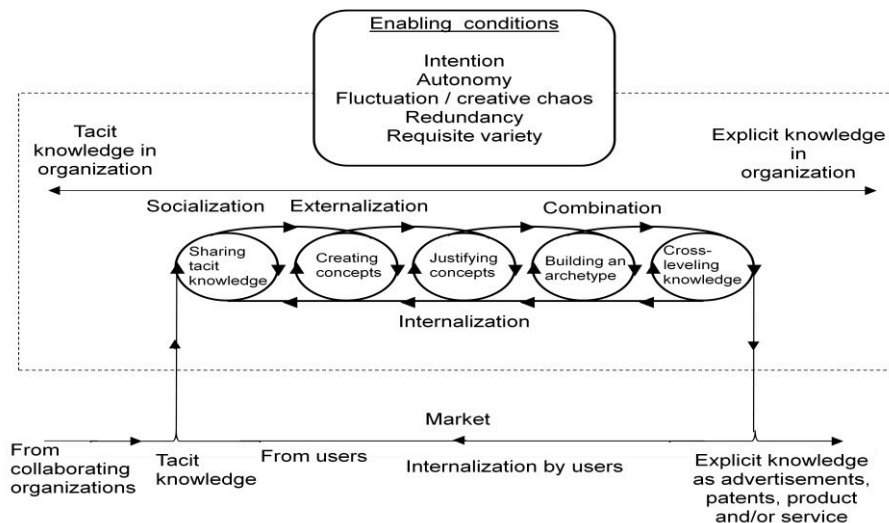 Enabling conditions
Intention
Autonomy
Fluctuation / creative chaos
Redundancy
Requisite variety
Tacit
knowledge in
organization
Explicit knowledge
in
organization
Socialization
Externalization
Combination
Sharing
tacit
knowledge
Creating
concepts
Justifying
concepts
Building an
archetype
Cross-
leveling
knowledge
Internalization
Market
From
collaborating
organizations
Tacit
knowledge
From users
Internalization by users
Explicit knowledge
as advertisements,
patents, product
and/or service